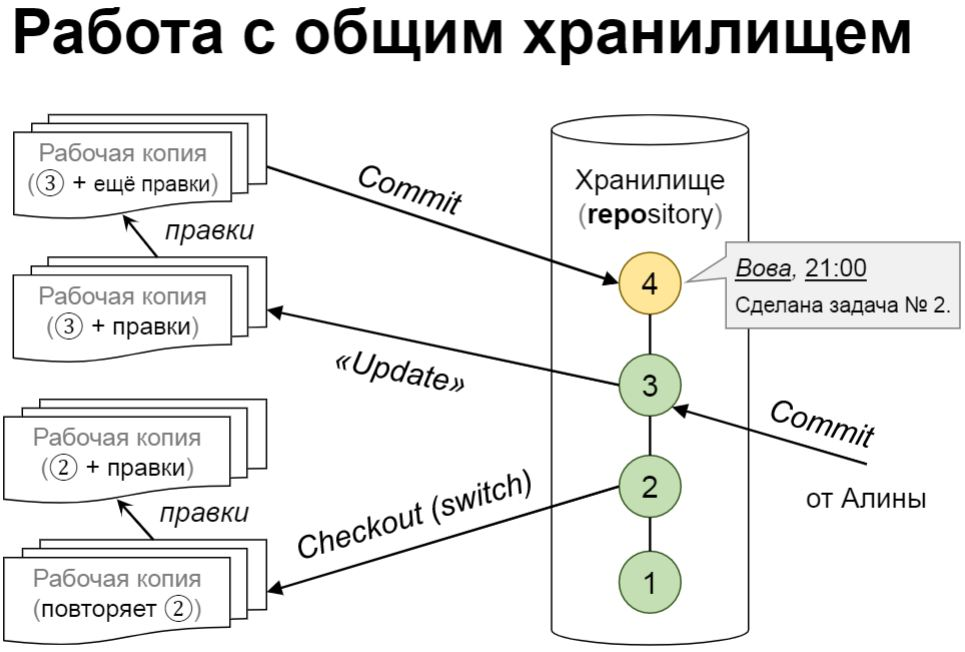 Работа с общим хранилищем
Рабочая копия
(③ + ещё правки)
правки
Рабочая копия
(③ + правки)
Рабочая копия
(② + правки)
правки
Рабочая копия
(повторяет ②)
Commit
«Update»
Checkout (switch)
Хранилище
(repository)
4
3
2
1
Вова, 21:00
Сделана задача № 2.
Commit
от Алины